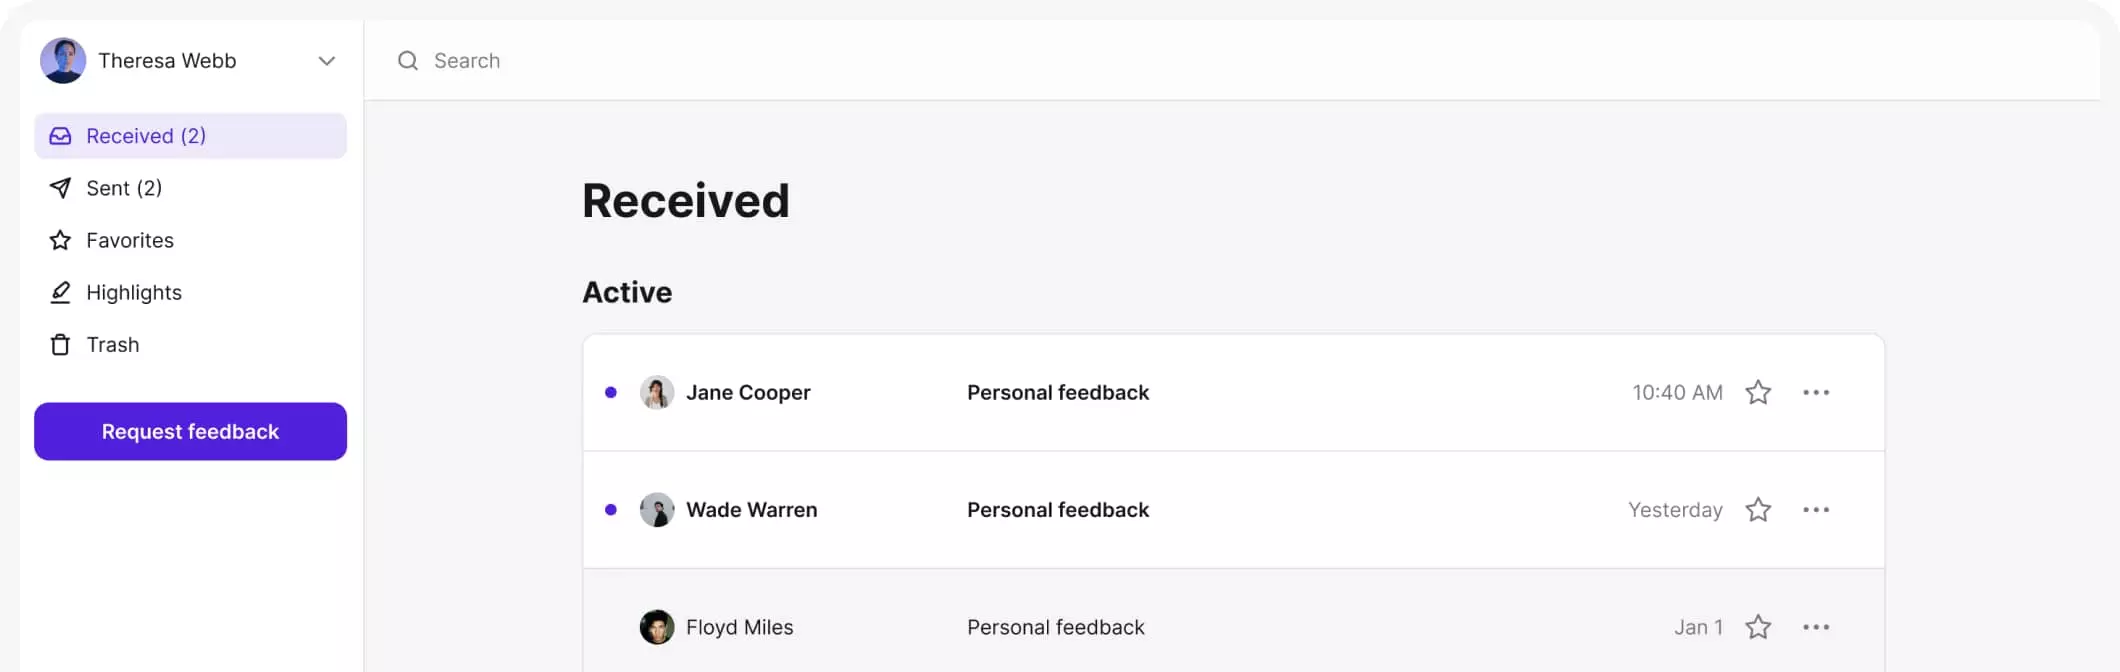 Theresa Webb
Search
Received (2)
Sent (2)
Favorites
Highlights
Trash
Request feedback
Received
Active
Jane Cooper Personal feedback 10:40 AM
Wade Warren Personal feedback Yesterday
Floyd Miles Personal feedback Jan 1